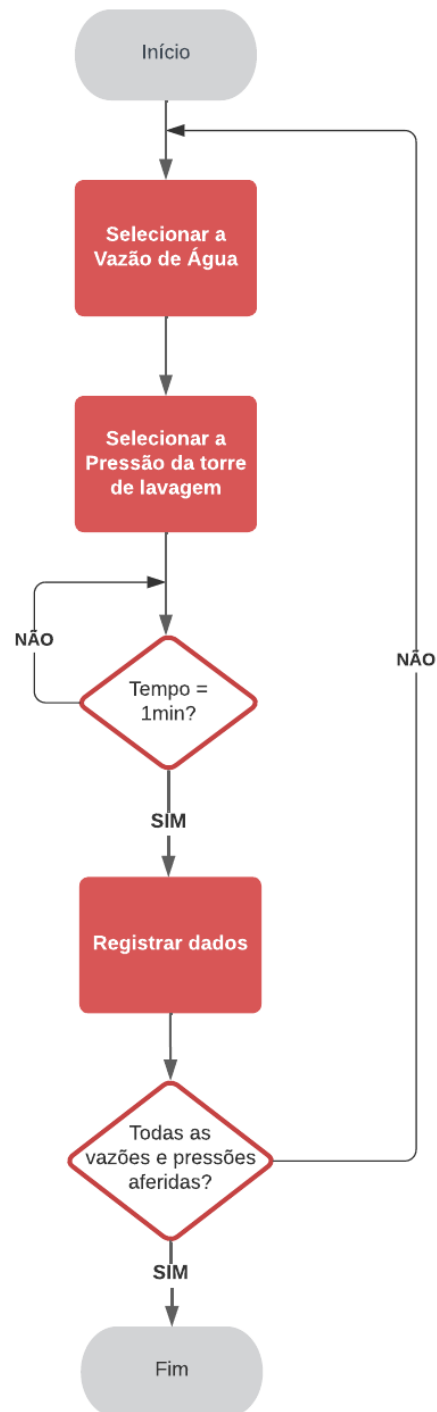 Início
Selecionar a
Vazão de Água
Selecionar a
Pressão da torre
de lavagem
NÃO
Tempo =
1min?
NÃO
SIM
Registrar dados
Todas as
vazões e pressões
aferidas?
SIM
Fim